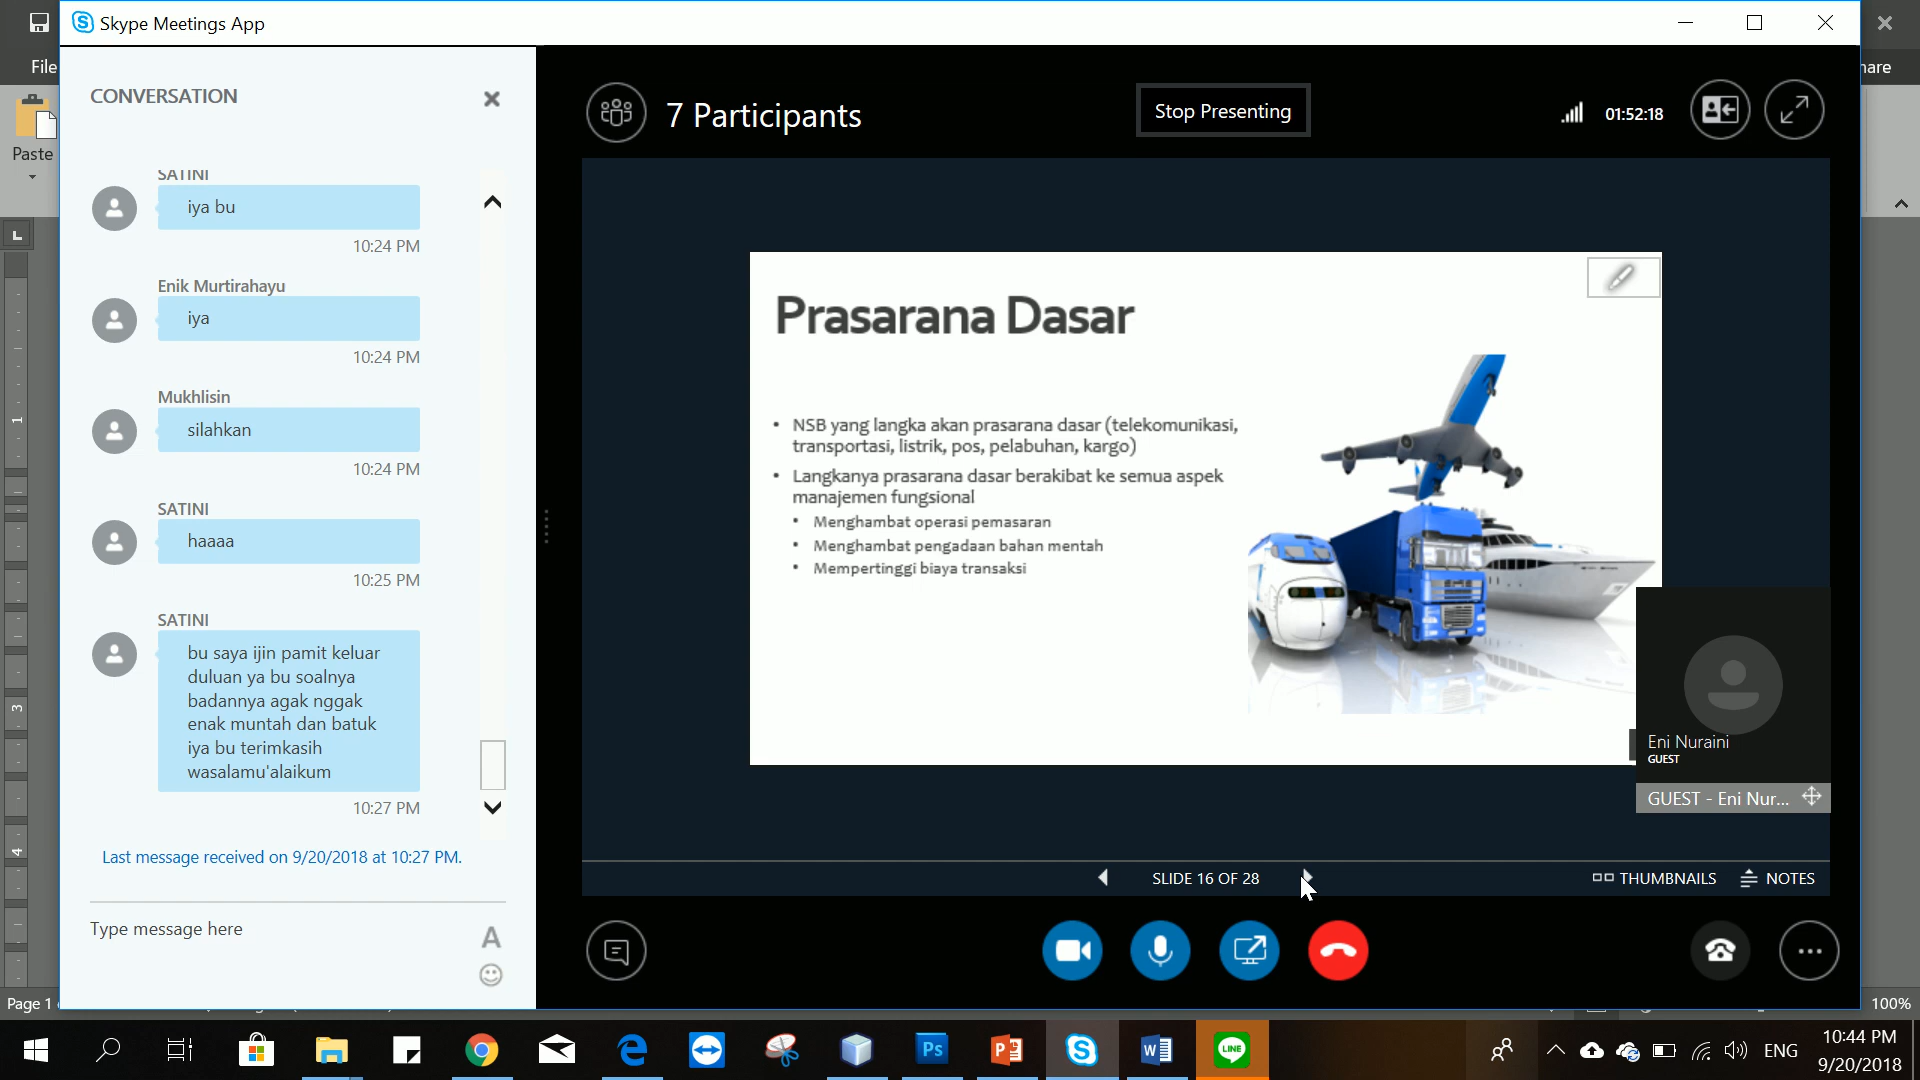 Skype Meetings App
File
hare
Paste
CONVERSATION
SATINI
iya bu
10:24 PM
Enik Murtirahayu
iya
10:24 PM
Mukhlisin
silahkan
10:24 PM
SATINI
haaaa
10:25 PM
SATINI
bu saya ijin pamit keluar
duluan ya bu soalnya
badannya agak nggak
enak muntah dan batuk
iya bu terimkasih
wasalamu'alaikum
10:27 PM
Last message received on 9/20/2018 at 10:27 PM.
Type message here
A
7 Participants
Stop Presenting
01:52:18
Prasarana Dasar
• NSB yang langka akan prasarana dasar (telekomunikasi,
transportasi, listrik, pos, pelabuhan, kargo)
• Langkanya prasarana dasar berakibat ke semua aspek
manajemen fungsional
• Menghambat operasi pemasaran
• Menghambat pengadaan bahan mentah
• Mempertinggi biaya transaksi
Eni Nuraini
GUEST
GUEST - Eni Nur...
SLIDE 16 OF 28
THUMBNAILS
NOTES
1
3
4
L
Page 1
100%
Ps
LINE
ENG
10:44 PM
9/20/2018